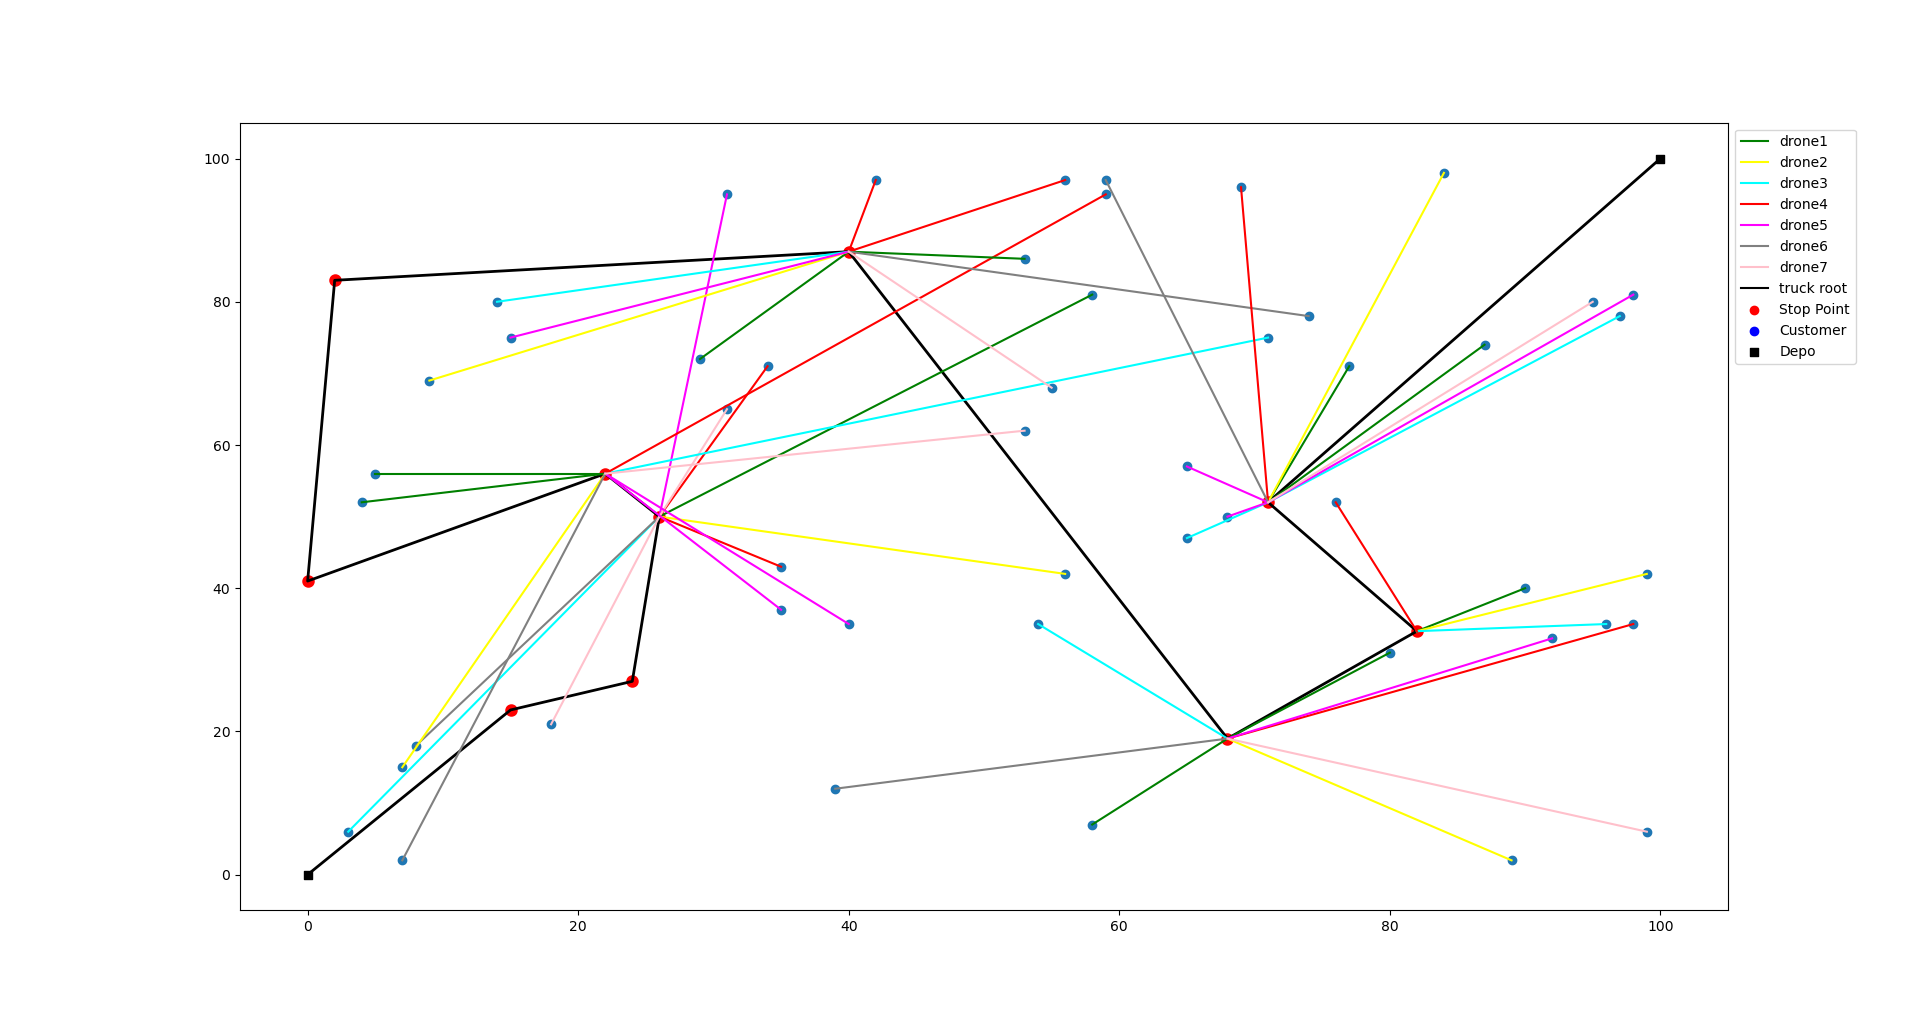 100
80
60
40
20
0
0
20
40
60
80
100
drone1
drone2
drone3
drone4
drone5
drone6
drone7
truck root
Stop Point
Customer
Depo